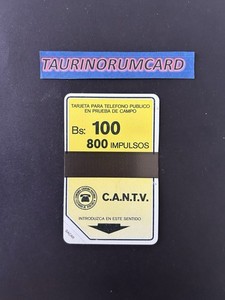 TAURINORUMCARD
TARJETA PARA TELEFONO PUBLICO
EN PRUEBA DE CAMPO
Bs: 100
800 IMPULSOS
C.A.N.T.V.
INTRODUZCA EN ESTE SENTIDO